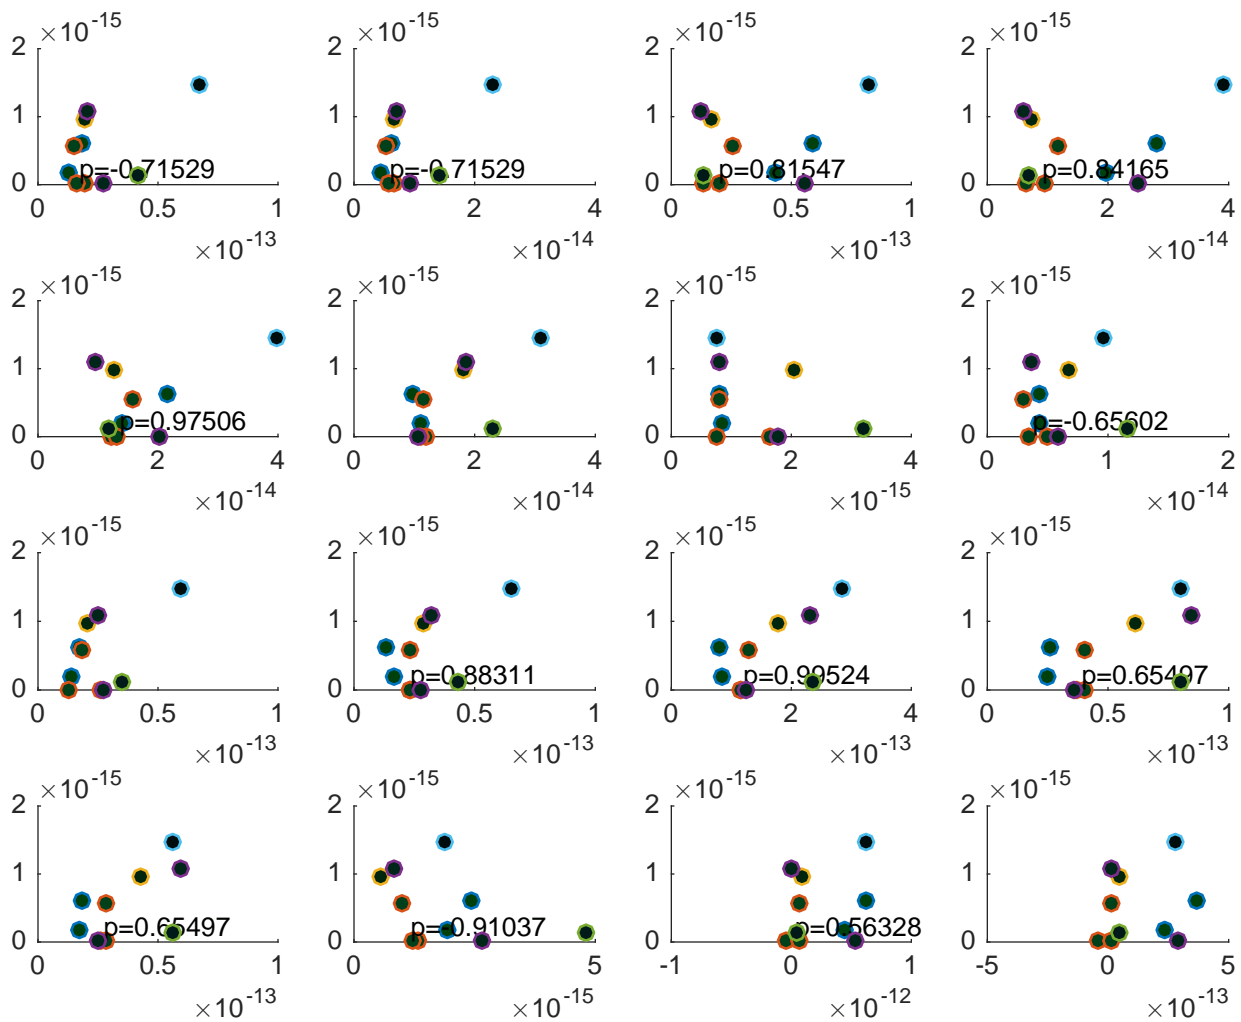 ×10-15 ×10-15 ×10-15 ×10-15
2 2 2 2
1 1 1 1
p=-0.71529 p=-0.71529 p=0.81547 p=0.84165
0 0 0 0
0 0.5 1 0 2 4 0 0.5 1 0 2 4
×10-13 ×10-14 ×10-13 ×10-14
×10-15 ×10-15 ×10-15 ×10-15
2 2 2 2
1 1 1 1
p=0.97506 p=-0.65602
0 0 0 0
0 2 4 0 2 4 0 2 4 0 1 2
×10-14 ×10-14 ×10-15 ×10-14
×10-15 ×10-15 ×10-15 ×10-15
2 2 2 2
1 1 1 1
p=0.88311 p=0.99524 p=0.65497
0 0 0 0
0 0.5 1 0 0.5 1 0 2 4 0 0.5 1
×10-13 ×10-13 ×10-13 ×10-13
×10-15 ×10-15 ×10-15 ×10-15
2 2 2 2
1 1 1 1
p=0.65497 p=-0.91037 p=0.56328
0 0 0 0
0 0.5 1 0 5 -1 0 1 -5 0 5
×10-13 ×10-15 ×10-12 ×10-13